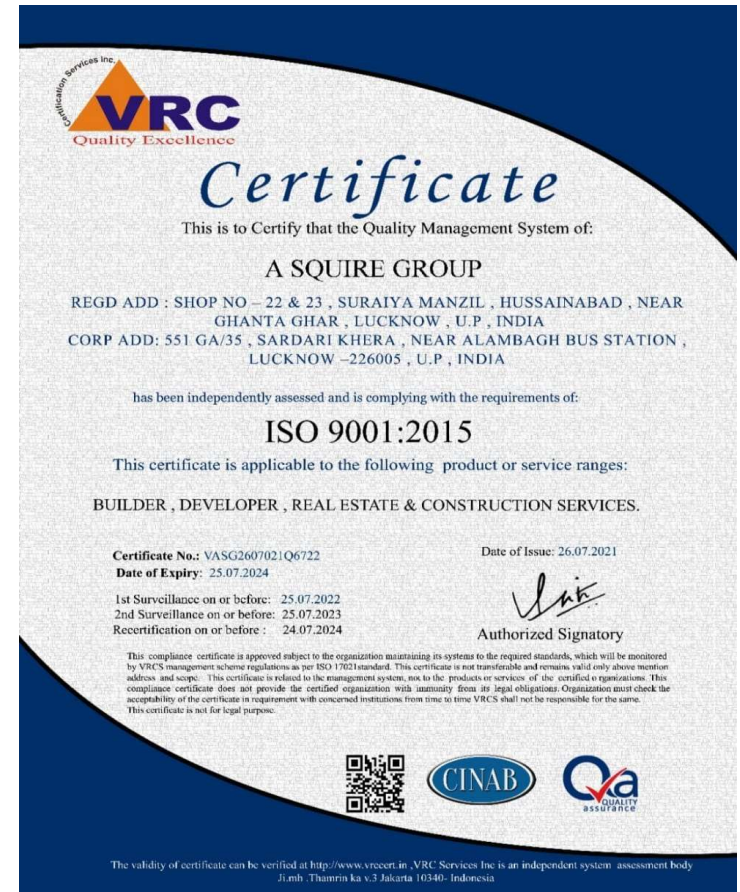 Certification Services Inc.
VRC
Quality Excellence
Certificate
This is to Certify that the Quality Management System of:
A SQUIRE GROUP
REGD ADD : SHOP NO – 22 & 23 , SURAIYA MANZIL , HUSSAINABAD , NEAR
GHANTA GHAR , LUCKNOW , U.P , INDIA
CORP ADD: 551 GA/35 , SARDARI KHERA , NEAR ALAMBAGH BUS STATION ,
LUCKNOW –226005 , U.P , INDIA
has been independently assessed and is complying with the requirements of:
ISO 9001:2015
This certificate is applicable to the following product or service ranges:
BUILDER , DEVELOPER , REAL ESTATE & CONSTRUCTION SERVICES.
Certificate No.: VASG2607021Q6722
Date of Expiry: 25.07.2024
Date of Issue: 26.07.2021
1st Surveillance on or before: 25.07.2022
2nd Surveillance on or before: 25.07.2023
Recertification on or before : 24.07.2024
Authorized Signatory
This compliance certificate is approved subject to the organization maintaining its systems to the required standards, which will be monitored
by VRCS management scheme regulations as per ISO 17021standard. This certificate is not transferable and remains valid only above mention
address and scope. This certificate is related to the management system, not to the products or services of the certified o rganizations. This
compliance certificate does not provide the certified organization with immunity from its legal obligations. Organization must check the
acceptability of the certificate in requirement with concerned institutions from time to time VRCS shall not be responsible for the same.
This certificate is not for legal purpose.
CINAB
Qa
QUALITY
assurance
The validity of certificate can be verified at http://www.vrccert.in ,VRC Services Inc is an independent system assessment body
Ji.mh .Thamrin ka v.3 Jakarta 10340- Indonesia